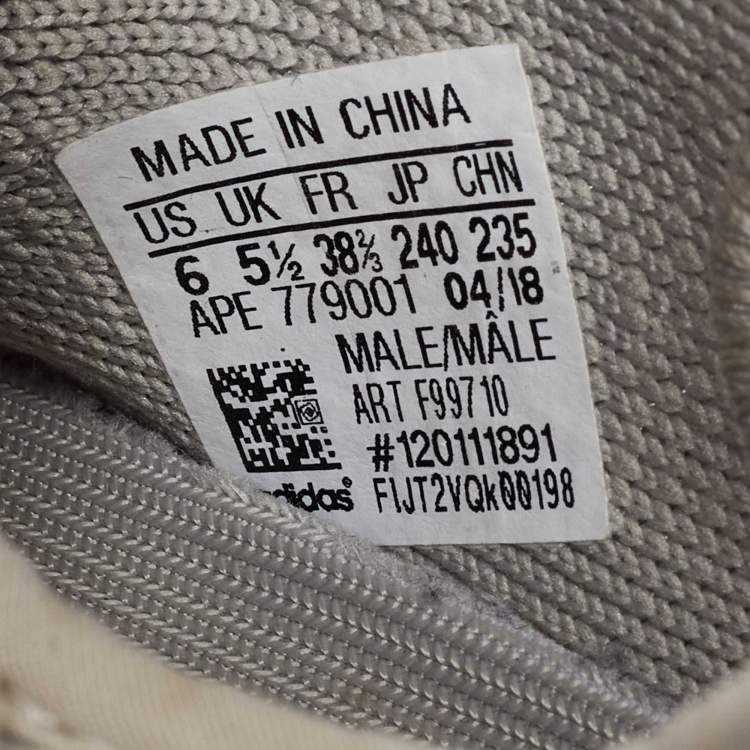 MADE IN CHINA
US UK FR JP CHN
6 5½ 38⅔ 240 235
APE 779001 04/18
MALE/MÂLE
ART F99710
#120111891
adidas® FIJT2VQk00198